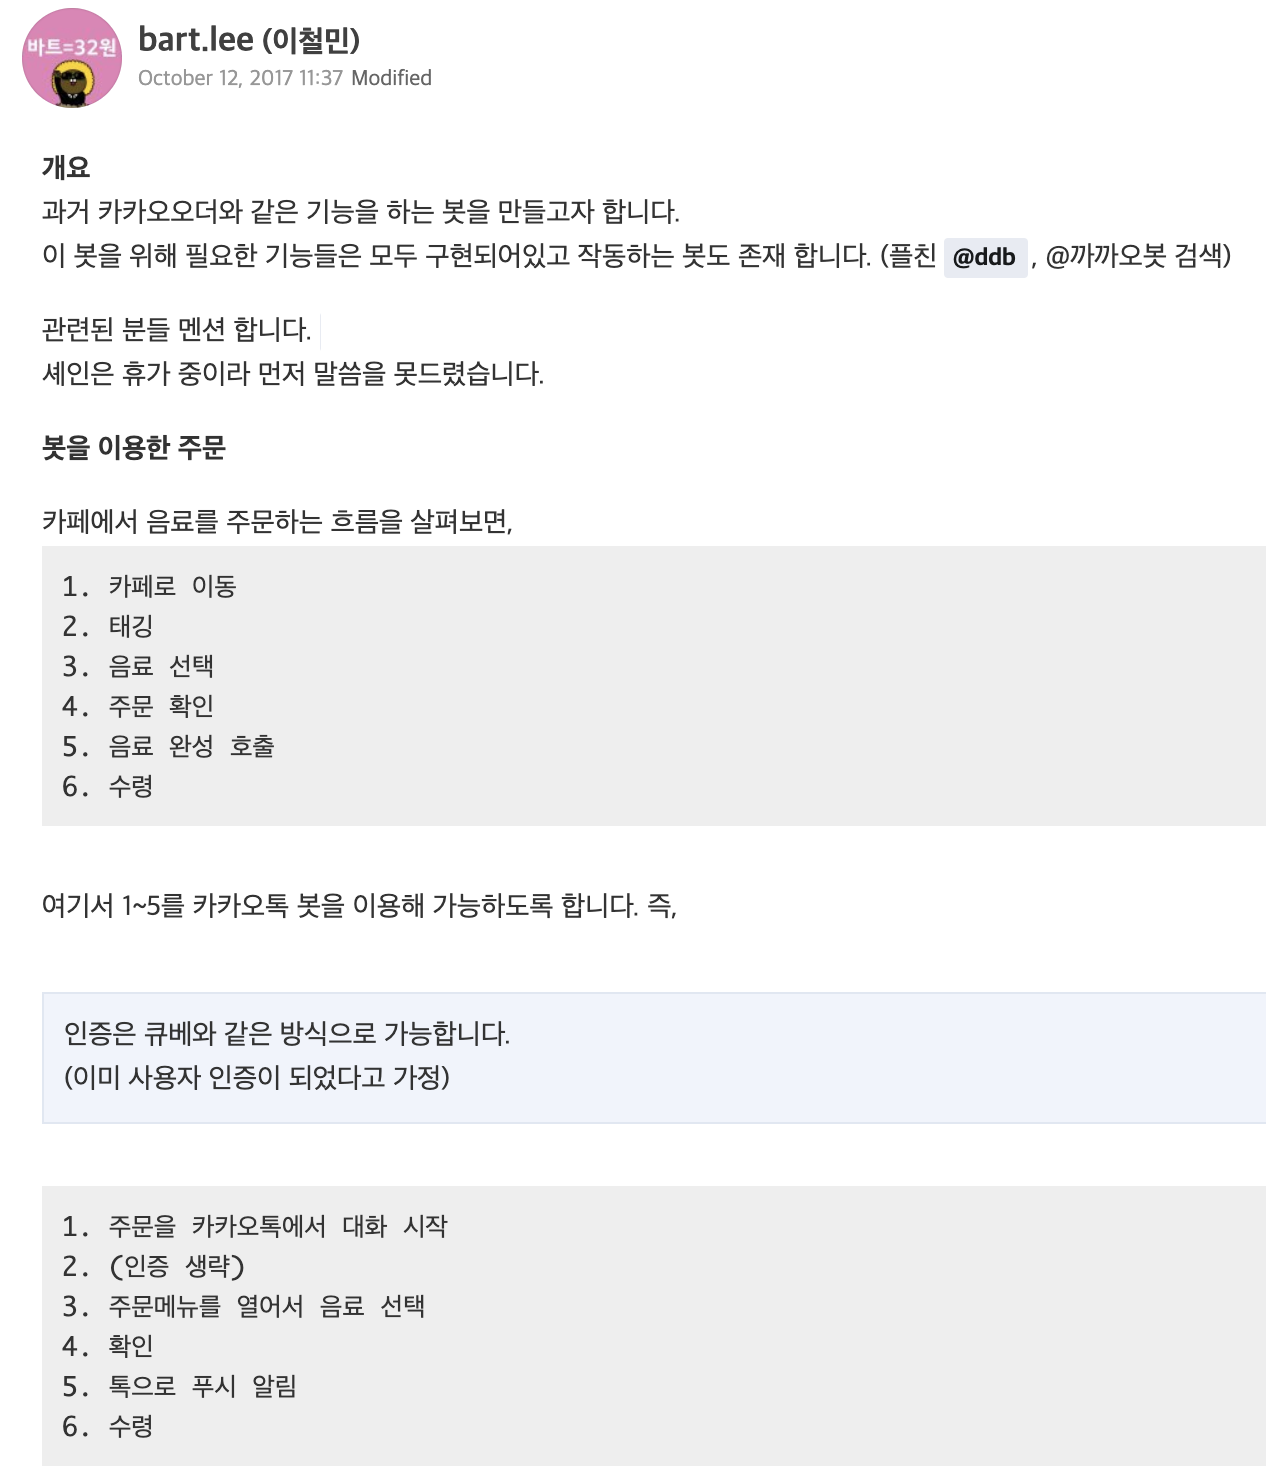 바트=32원
bart.lee (이철민)
October 12, 2017 11:37 Modified
개요
과거 카카오오더와 같은 기능을 하는 봇을 만들고자 합니다.
이 봇을 위해 필요한 기능들은 모두 구현되어있고 작동하는 봇도 존재 합니다. (플친 @ddb , @까까오봇 검색)
관련된 분들 멘션 합니다.
셰인은 휴가 중이라 먼저 말씀을 못드렸습니다.
봇을 이용한 주문
카페에서 음료를 주문하는 흐름을 살펴보면,
1. 카페로 이동
2. 태깅
3. 음료 선택
4. 주문 확인
5. 음료 완성 호출
6. 수령
여기서 1~5를 카카오톡 봇을 이용해 가능하도록 합니다. 즉,
인증은 큐베와 같은 방식으로 가능합니다.
(이미 사용자 인증이 되었다고 가정)
1. 주문을 카카오톡에서 대화 시작
2. (인증 생략)
3. 주문메뉴를 열어서 음료 선택
4. 확인
5. 톡으로 푸시 알림
6. 수령